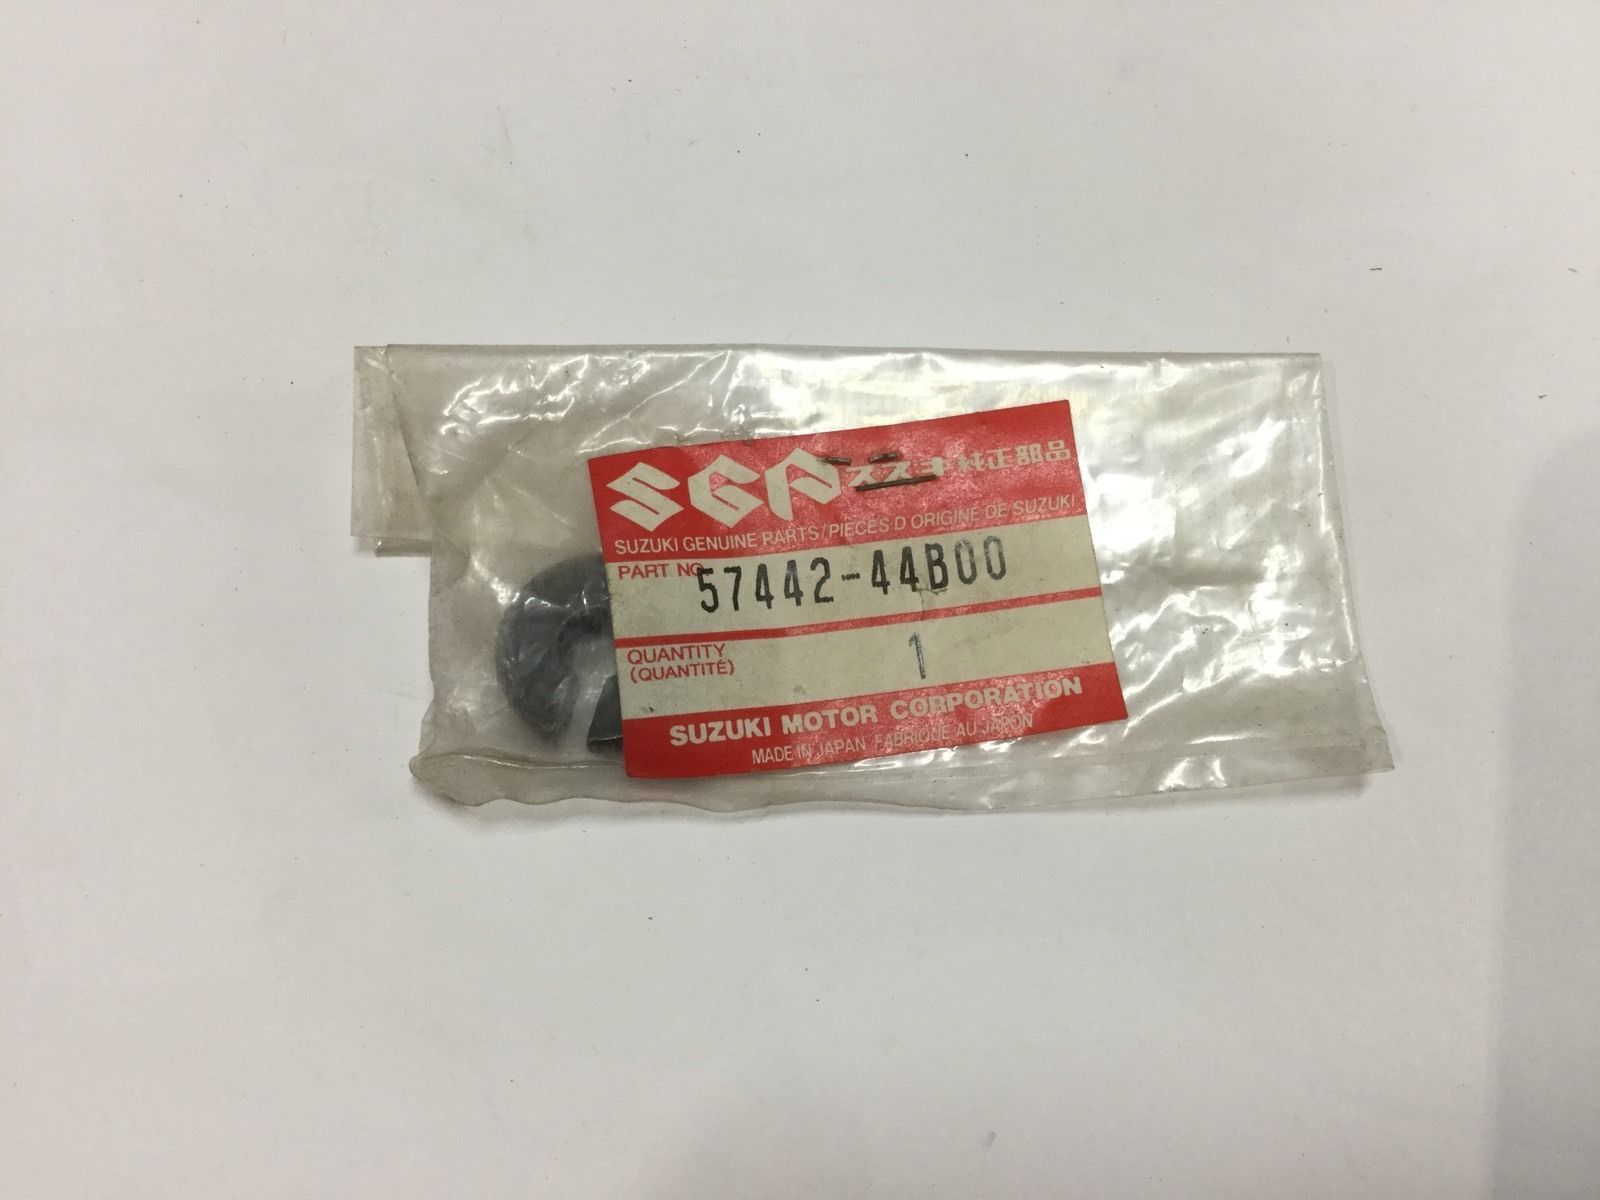 SGP スズキ純正部品
SUZUKI GENUINE PARTS/PIECES D ORIGINE DE SUZUKI
PART NO. 57442-44B00
QUANTITY 1
(QUANTITÉ)
SUZUKI MOTOR CORPORATION
MADE IN JAPAN FABRIQUE AU JAPON